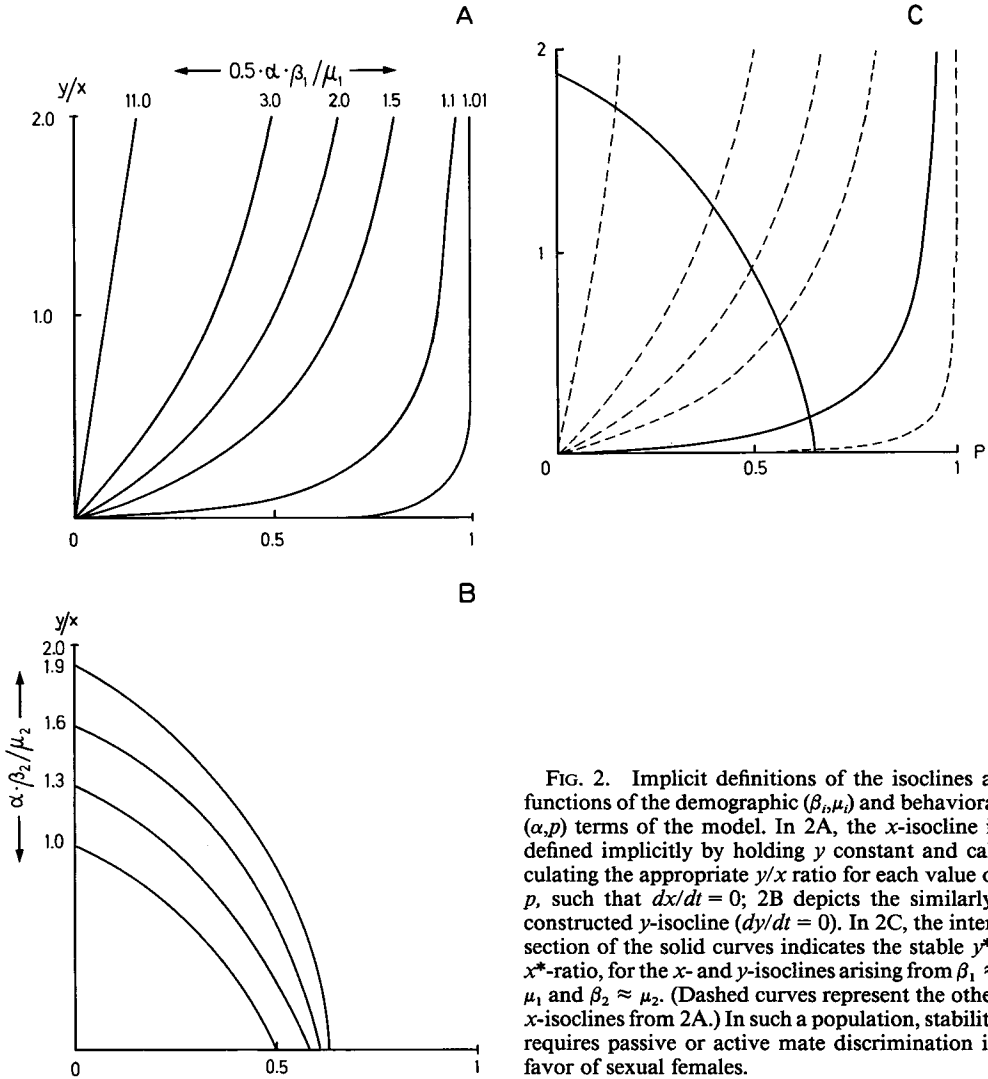 A
← 0.5·α·β₁/μ₁ →
y/x
11.0 3.0 2.0 1.5 1.1 1.01
2.0
1.0
0 0.5 1
B
y/x
2.0
1.9
1.6
1.3
1.0
← α·β₂/μ₂ →
0 0.5 1
C
2
1
0 0.5 1 P
FIG. 2. Implicit definitions of the isoclines a
functions of the demographic (βᵢ,μᵢ) and behaviora
(α,p) terms of the model. In 2A, the x-isocline i
defined implicitly by holding y constant and cal
culating the appropriate y/x ratio for each value o
p, such that dx/dt = 0; 2B depicts the similarly
constructed y-isocline (dy/dt = 0). In 2C, the inter
section of the solid curves indicates the stable y*
x*-ratio, for the x- and y-isoclines arising from β₁ ≈
μ₁ and β₂ ≈ μ₂. (Dashed curves represent the othe
x-isoclines from 2A.) In such a population, stabilit
requires passive or active mate discrimination i
favor of sexual females.